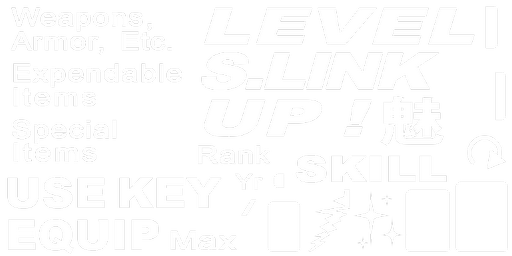 Weapons,
Armor, Etc.
Expendable
Items
Special
Items
LEVEL
S.LINK
UP! 魅
Rank
SKILL
USE KEY
EQUIP Max